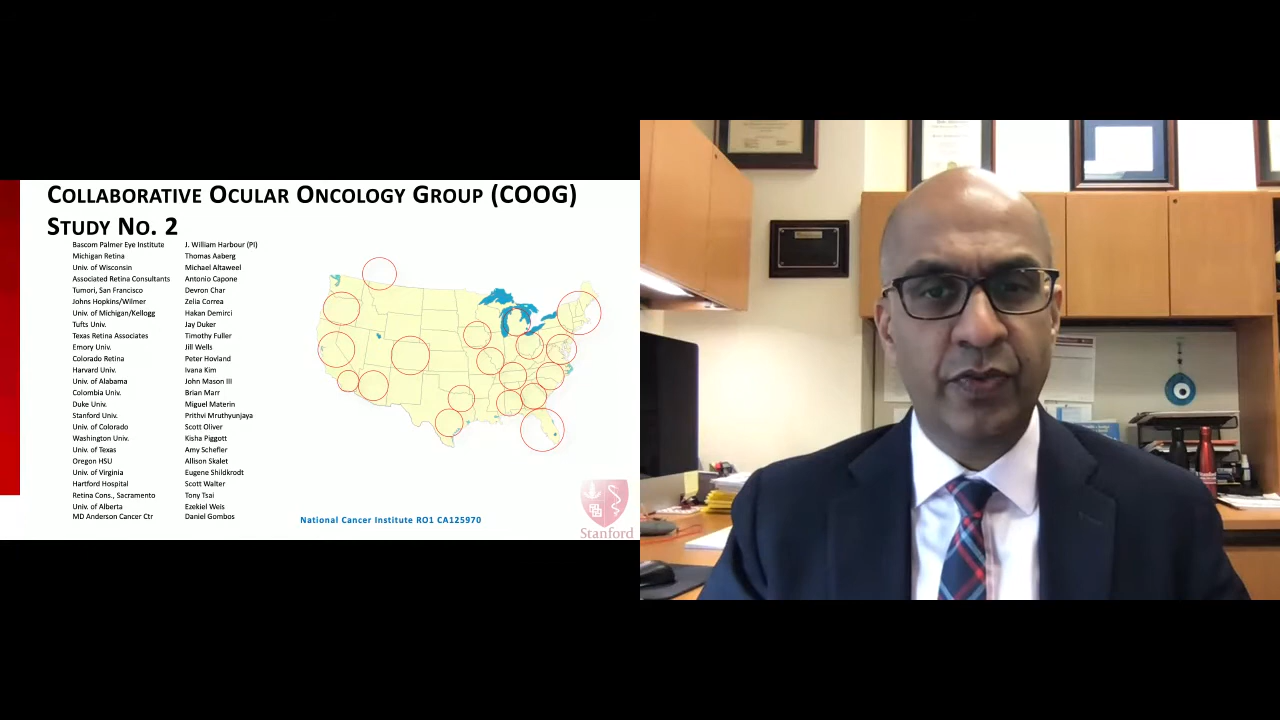 COLLABORATIVE OCULAR ONCOLOGY GROUP (COOG)
STUDY NO. 2
Bascom Palmer Eye Institute J. William Harbour (PI)
Michigan Retina Thomas Aaberg
Univ. of Wisconsin Michael Altaweel
Associated Retina Consultants Antonio Capone
Tumori, San Francisco Devron Char
Johns Hopkins/Wilmer Zelia Correa
Univ. of Michigan/Kellogg Hakan Demirci
Tufts Univ. Jay Duker
Texas Retina Associates Timothy Fuller
Emory Univ. Jill Wells
Colorado Retina Peter Hovland
Harvard Univ. Ivana Kim
Univ. of Alabama John Mason III
Colombia Univ. Brian Marr
Duke Univ. Miguel Materin
Stanford Univ. Prithvi Mruthyunjaya
Univ. of Colorado Scott Oliver
Washington Univ. Kisha Piggott
Univ. of Texas Amy Schefler
Oregon HSU Allison Skalet
Univ. of Virginia Eugene Shildkrodt
Hartford Hospital Scott Walter
Retina Cons., Sacramento Tony Tsai
Univ. of Alberta Ezekiel Weis
MD Anderson Cancer Ctr Daniel Gombos
National Cancer Institute RO1 CA125970
Stanford